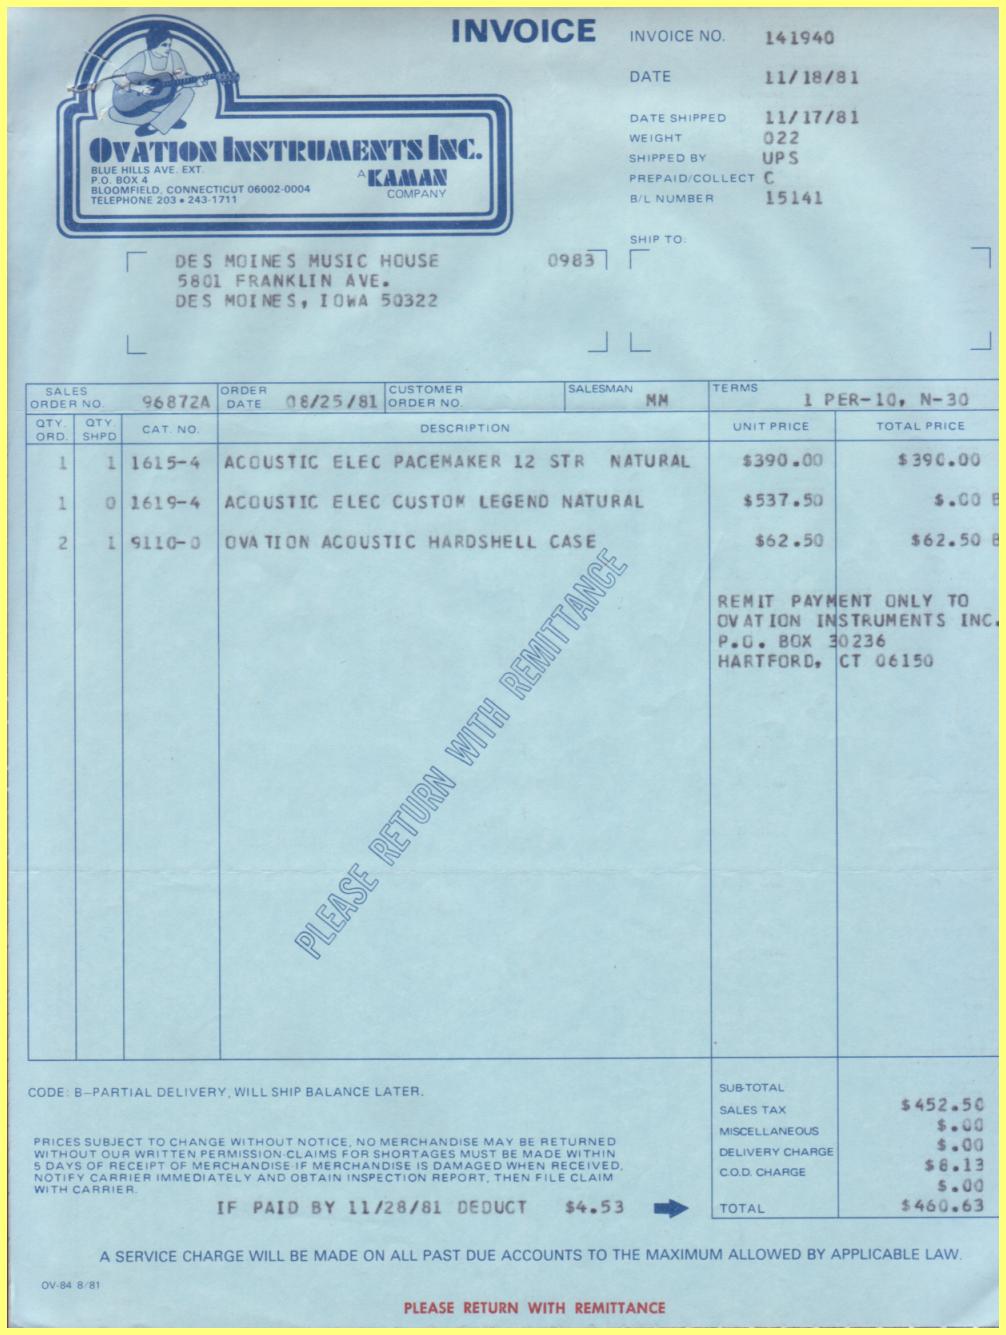 INVOICE
INVOICE NO. 141940
DATE 11/18/81
DATE SHIPPED 11/17/81
WEIGHT 022
SHIPPED BY UPS
PREPAID/COLLECT C
B/L NUMBER 15141
OVATION INSTRUMENTS INC.
BLUE HILLS AVE. EXT.
P.O. BOX 4
BLOOMFIELD, CONNECTICUT 06002-0004
TELEPHONE 203 • 243-1711
A KAMAN
COMPANY
SHIP TO:
DES MOINES MUSIC HOUSE 0983
5801 FRANKLIN AVE.
DES MOINES, IOWA 50322
SALES ORDER NO. 96872A ORDER DATE 08/25/81 CUSTOMER ORDER NO. SALESMAN MM TERMS 1 PER-10, N-30
QTY. ORD. QTY. SHPD CAT. NO. DESCRIPTION UNIT PRICE TOTAL PRICE
1 1 1615-4 ACOUSTIC ELEC PACEMAKER 12 STR NATURAL $390.00 $390.00
1 0 1619-4 ACOUSTIC ELEC CUSTOM LEGEND NATURAL $537.50 $.00 B
2 1 9110-0 OVATION ACOUSTIC HARDSHELL CASE $62.50 $62.50 B
REMIT PAYMENT ONLY TO
OVATION INSTRUMENTS INC.
P.O. BOX 30236
HARTFORD, CT 06150
PLEASE RETURN WITH REMITTANCE
CODE: B—PARTIAL DELIVERY, WILL SHIP BALANCE LATER.
SUB-TOTAL $452.50
SALES TAX $.00
MISCELLANEOUS $.00
DELIVERY CHARGE $8.13
C.O.D. CHARGE $.00
TOTAL $460.63
PRICES SUBJECT TO CHANGE WITHOUT NOTICE, NO MERCHANDISE MAY BE RETURNED
WITHOUT OUR WRITTEN PERMISSION-CLAIMS FOR SHORTAGES MUST BE MADE WITHIN
5 DAYS OF RECEIPT OF MERCHANDISE-IF MERCHANDISE IS DAMAGED WHEN RECEIVED,
NOTIFY CARRIER IMMEDIATELY AND OBTAIN INSPECTION REPORT, THEN FILE CLAIM
WITH CARRIER.
IF PAID BY 11/28/81 DEDUCT $4.53
A SERVICE CHARGE WILL BE MADE ON ALL PAST DUE ACCOUNTS TO THE MAXIMUM ALLOWED BY APPLICABLE LAW.
OV-84 8/81
PLEASE RETURN WITH REMITTANCE